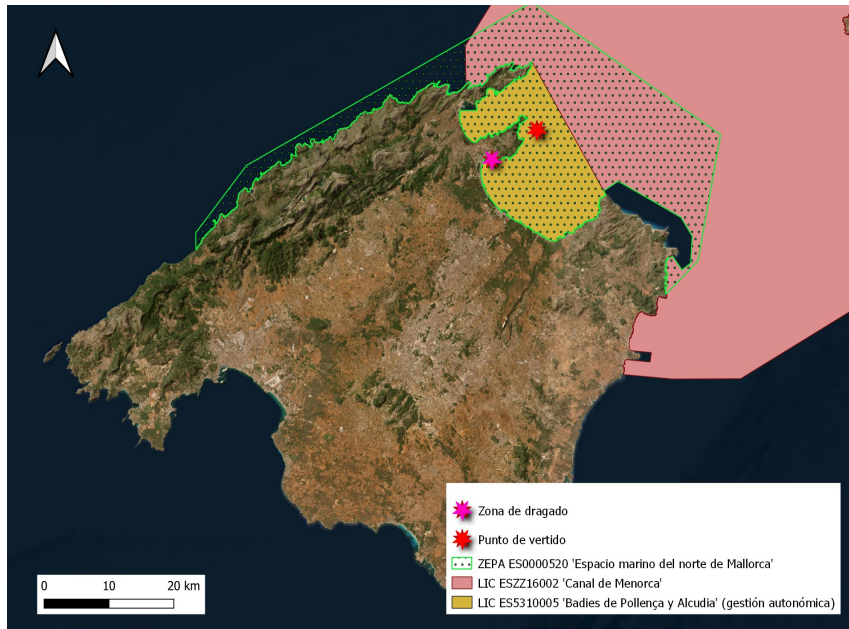 Zona de dragado
Punto de vertido
ZEPA ES0000520 'Espacio marino del norte de Mallorca'
LIC ESZZ16002 'Canal de Menorca'
LIC ES5310005 'Badies de Pollença y Alcudia' (gestión autonómica)
0 10 20 km